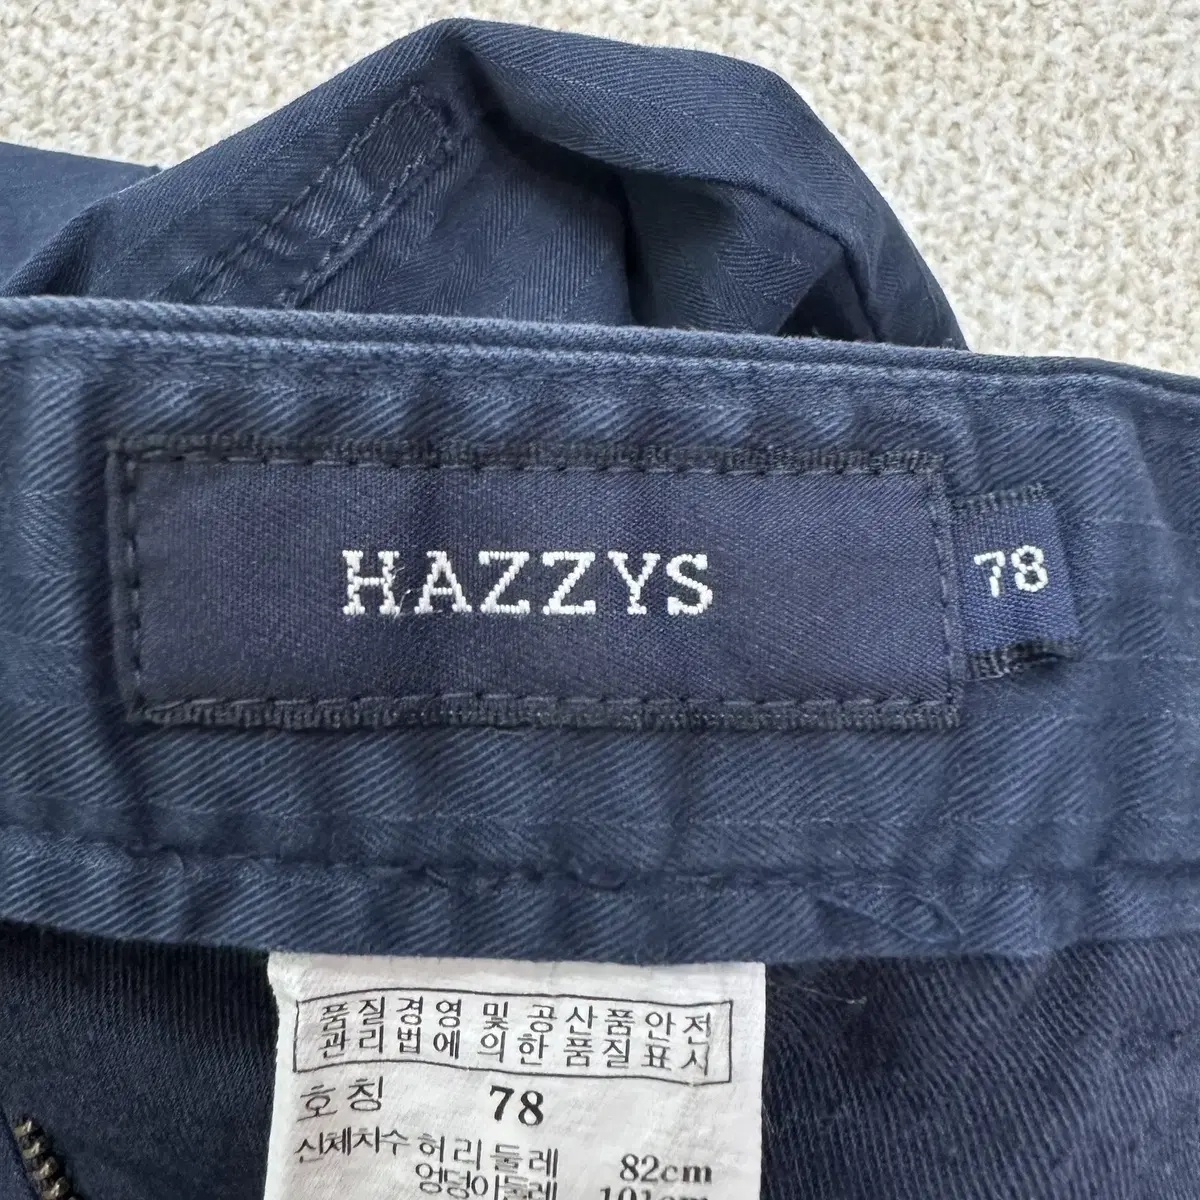 HAZZYS
78
품질경영 및 공산품안전
관리법에 의한 품질표시
호칭 78
신체치수 허리둘레 82cm
엉덩이둘레 101cm